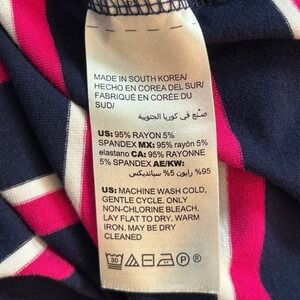 MADE IN SOUTH KOREA/
HECHO EN COREA DEL SUR/
FABRIQUÉ EN CORÉE DU
SUD/
صنع في كوريا الجنوبية
US: 95% RAYON 5%
SPANDEX MX: 95% rayón 5%
elastano CA: 95% RAYONNE
5% SPANDEX AE/KW:
95% رايون 5% سباندیکس
US: MACHINE WASH COLD,
GENTLE CYCLE. ONLY
NON-CHLORINE BLEACH.
LAY FLAT TO DRY. WARM
IRON. MAY BE DRY
CLEANED
30 P